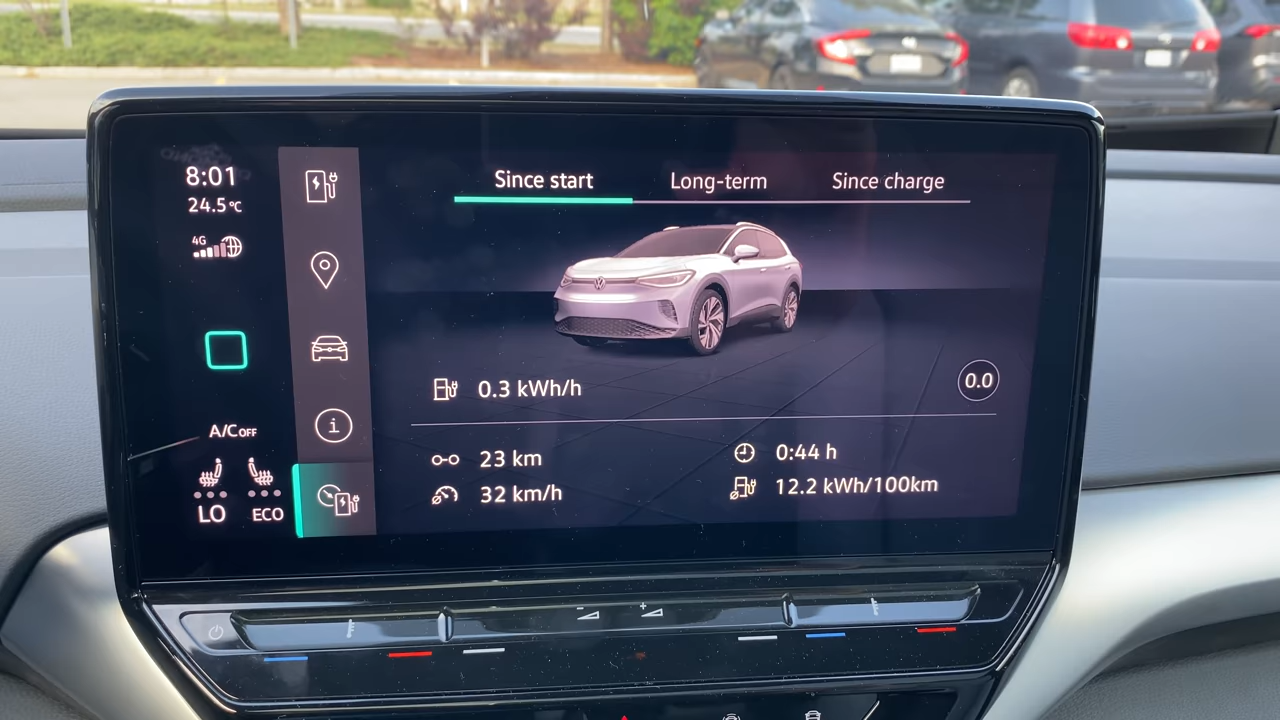 8:01
24.5°C
4G
A/C OFF
LO ECO
Since start Long-term Since charge
0.3 kWh/h
0.0
23 km
0:44 h
32 km/h
12.2 kWh/100km